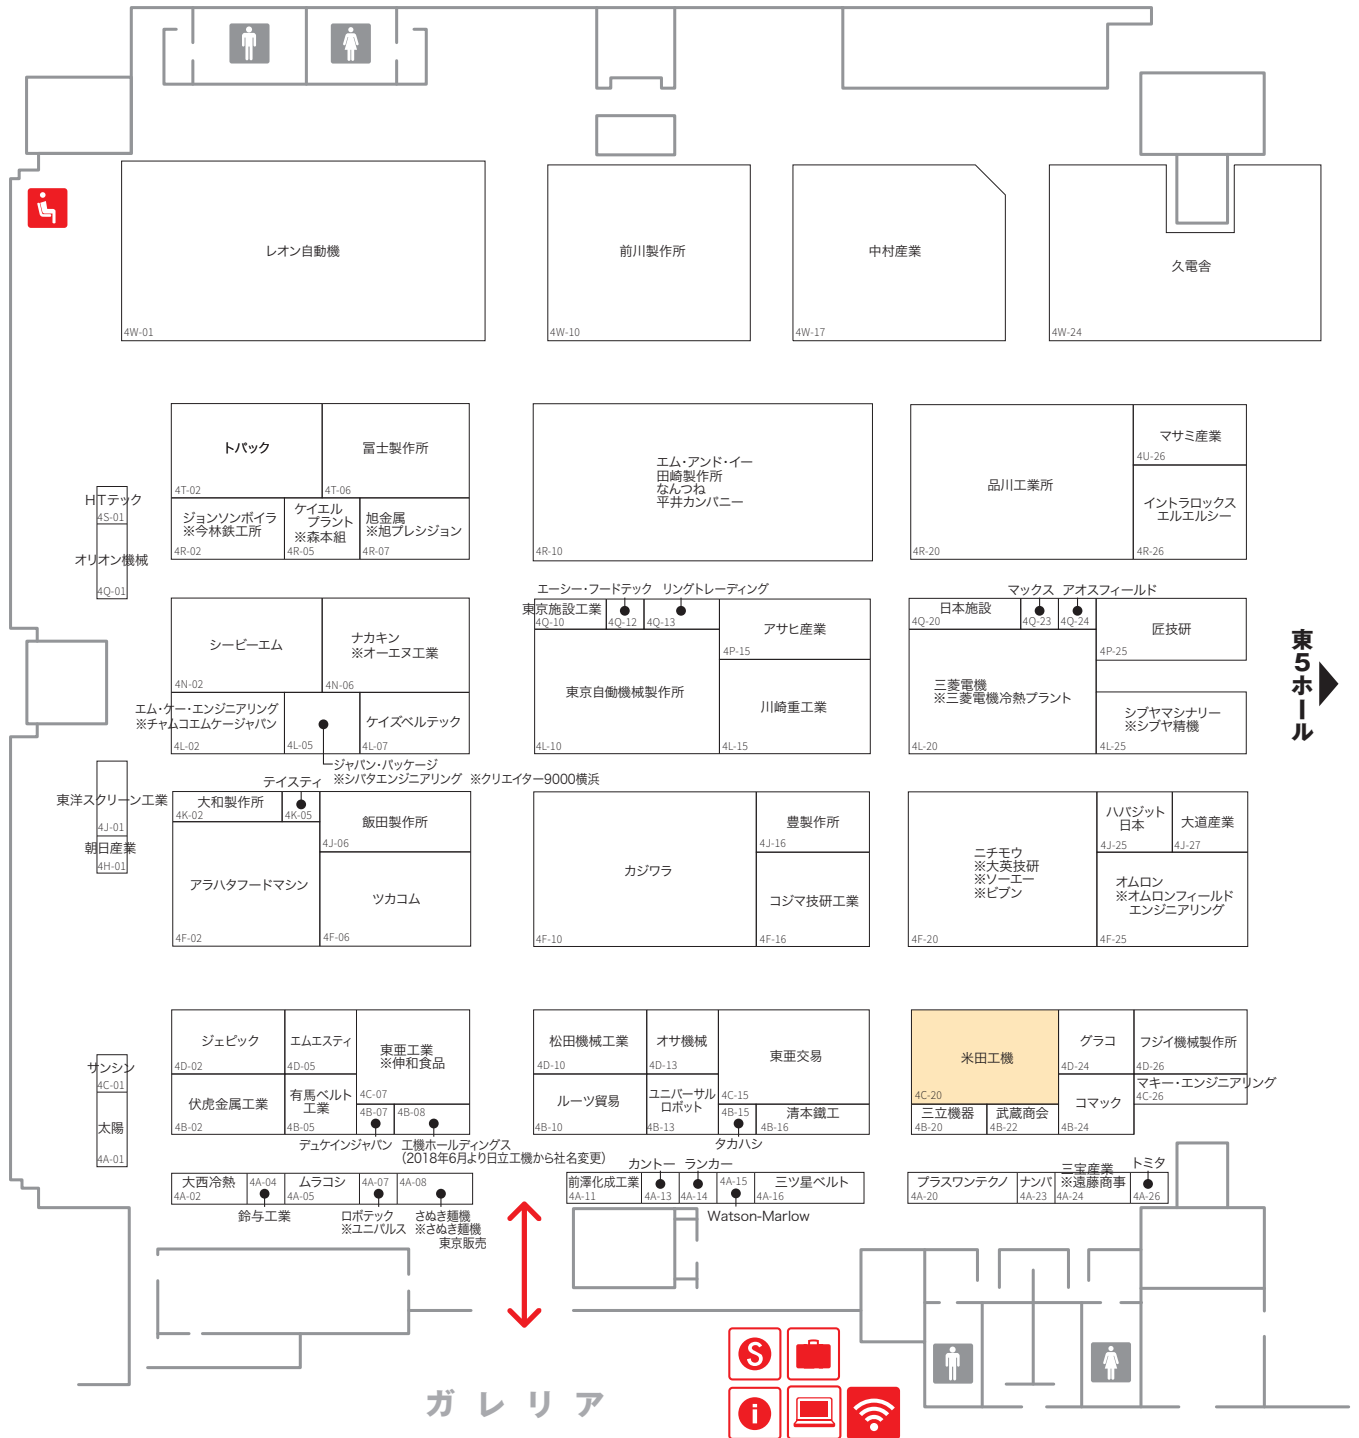 レオン自動機
4W-01
前川製作所
4W-10
中村産業
4W-17
久電舎
4W-24
トパック
4T-02
冨士製作所
4T-06
エム・アンド・イー
田崎製作所
なんつね
平井カンパニー
4R-10
品川工業所
4R-20
マサミ産業
4U-26
イントラロックス
エルエルシー
4R-26
HTテック
4S-01
オリオン機械
4Q-01
ジョンソンボイラ
※今林鉄工所
4R-02
ケイエル
プラント
※森本組
4R-05
旭金属
※旭プレシジョン
4R-07
シービーエム
4N-02
ナカキン
※オーエヌ工業
4N-06
エム・ケー・エンジニアリング
※チャムコエムケージャパン
4L-02
4L-05
ケイズベルテック
4L-07
ジャパン・パッケージ
※シバタエンジニアリング ※クリエイター9000横浜
エーシー・フードテック リングトレーディング
東京施設工業
4Q-10
4Q-12
4Q-13
アサヒ産業
4P-15
東京自働機械製作所
4L-10
川崎重工業
4L-15
マックス アオスフィールド
日本施設
4Q-20
4Q-23
4Q-24
匠技研
4P-25
三菱電機
※三菱電機冷熱プラント
4L-20
シブヤマシナリー
※シブヤ精機
4L-25
東5ホール
東洋スクリーン工業
4J-01
朝日産業
4H-01
テイスティ
大和製作所
4K-02
4K-05
飯田製作所
4J-06
アラハタフードマシン
4F-02
ツカコム
4F-06
カジワラ
4F-10
豊製作所
4J-16
コジマ技研工業
4F-16
ニチモウ
※大英技研
※ソーエー
※ビブン
4F-20
ハバジット
日本
4J-25
大道産業
4J-27
オムロン
※オムロンフィールド
エンジニアリング
4F-25
サンシン
4C-01
太陽
4A-01
ジェピック
4D-02
エムエスティ
4D-05
東亜工業
※伸和食品
4C-07
伏虎金属工業
4B-02
有馬ベルト
工業
4B-05
4B-07
4B-08
デュケインジャパン
工機ホールディングス
(2018年6月より日立工機から社名変更)
松田機械工業
4D-10
オサ機械
4D-13
東亜交易
4C-15
ルーツ貿易
4B-10
ユニバーサル
ロボット
4B-13
4B-15
清本鐵工
4B-16
タカハシ
米田工機
4C-20
グラコ
4D-24
フジイ機械製作所
4D-26
マキー・エンジニアリング
4C-26
三立機器
4B-20
武蔵商会
4B-22
コマック
4B-24
大西冷熱
4A-02
4A-04
ムラコシ
4A-05
4A-07
4A-08
鈴与工業
ロボテック
※ユニパルス
さぬき麺機
※さぬき麺機
東京販売
カントー ランカー
前澤化成工業
4A-11
4A-13
4A-14
4A-15
三ツ星ベルト
4A-16
Watson-Marlow
プラスワンテクノ
4A-20
ナンバ
4A-23
三宝産業
※遠藤商事
4A-24
トミタ
4A-26
ガレリア
S
i